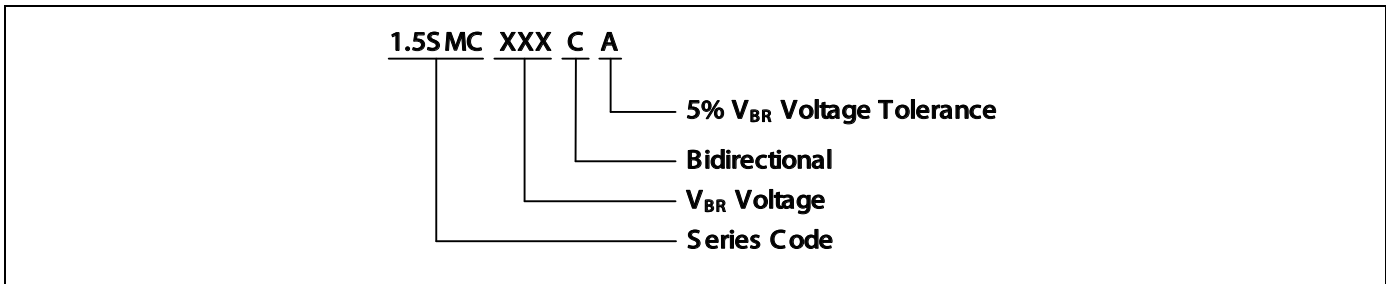 1.5SMC XXX C A
5% VBR Voltage Tolerance
Bidirectional
VBR Voltage
Series Code